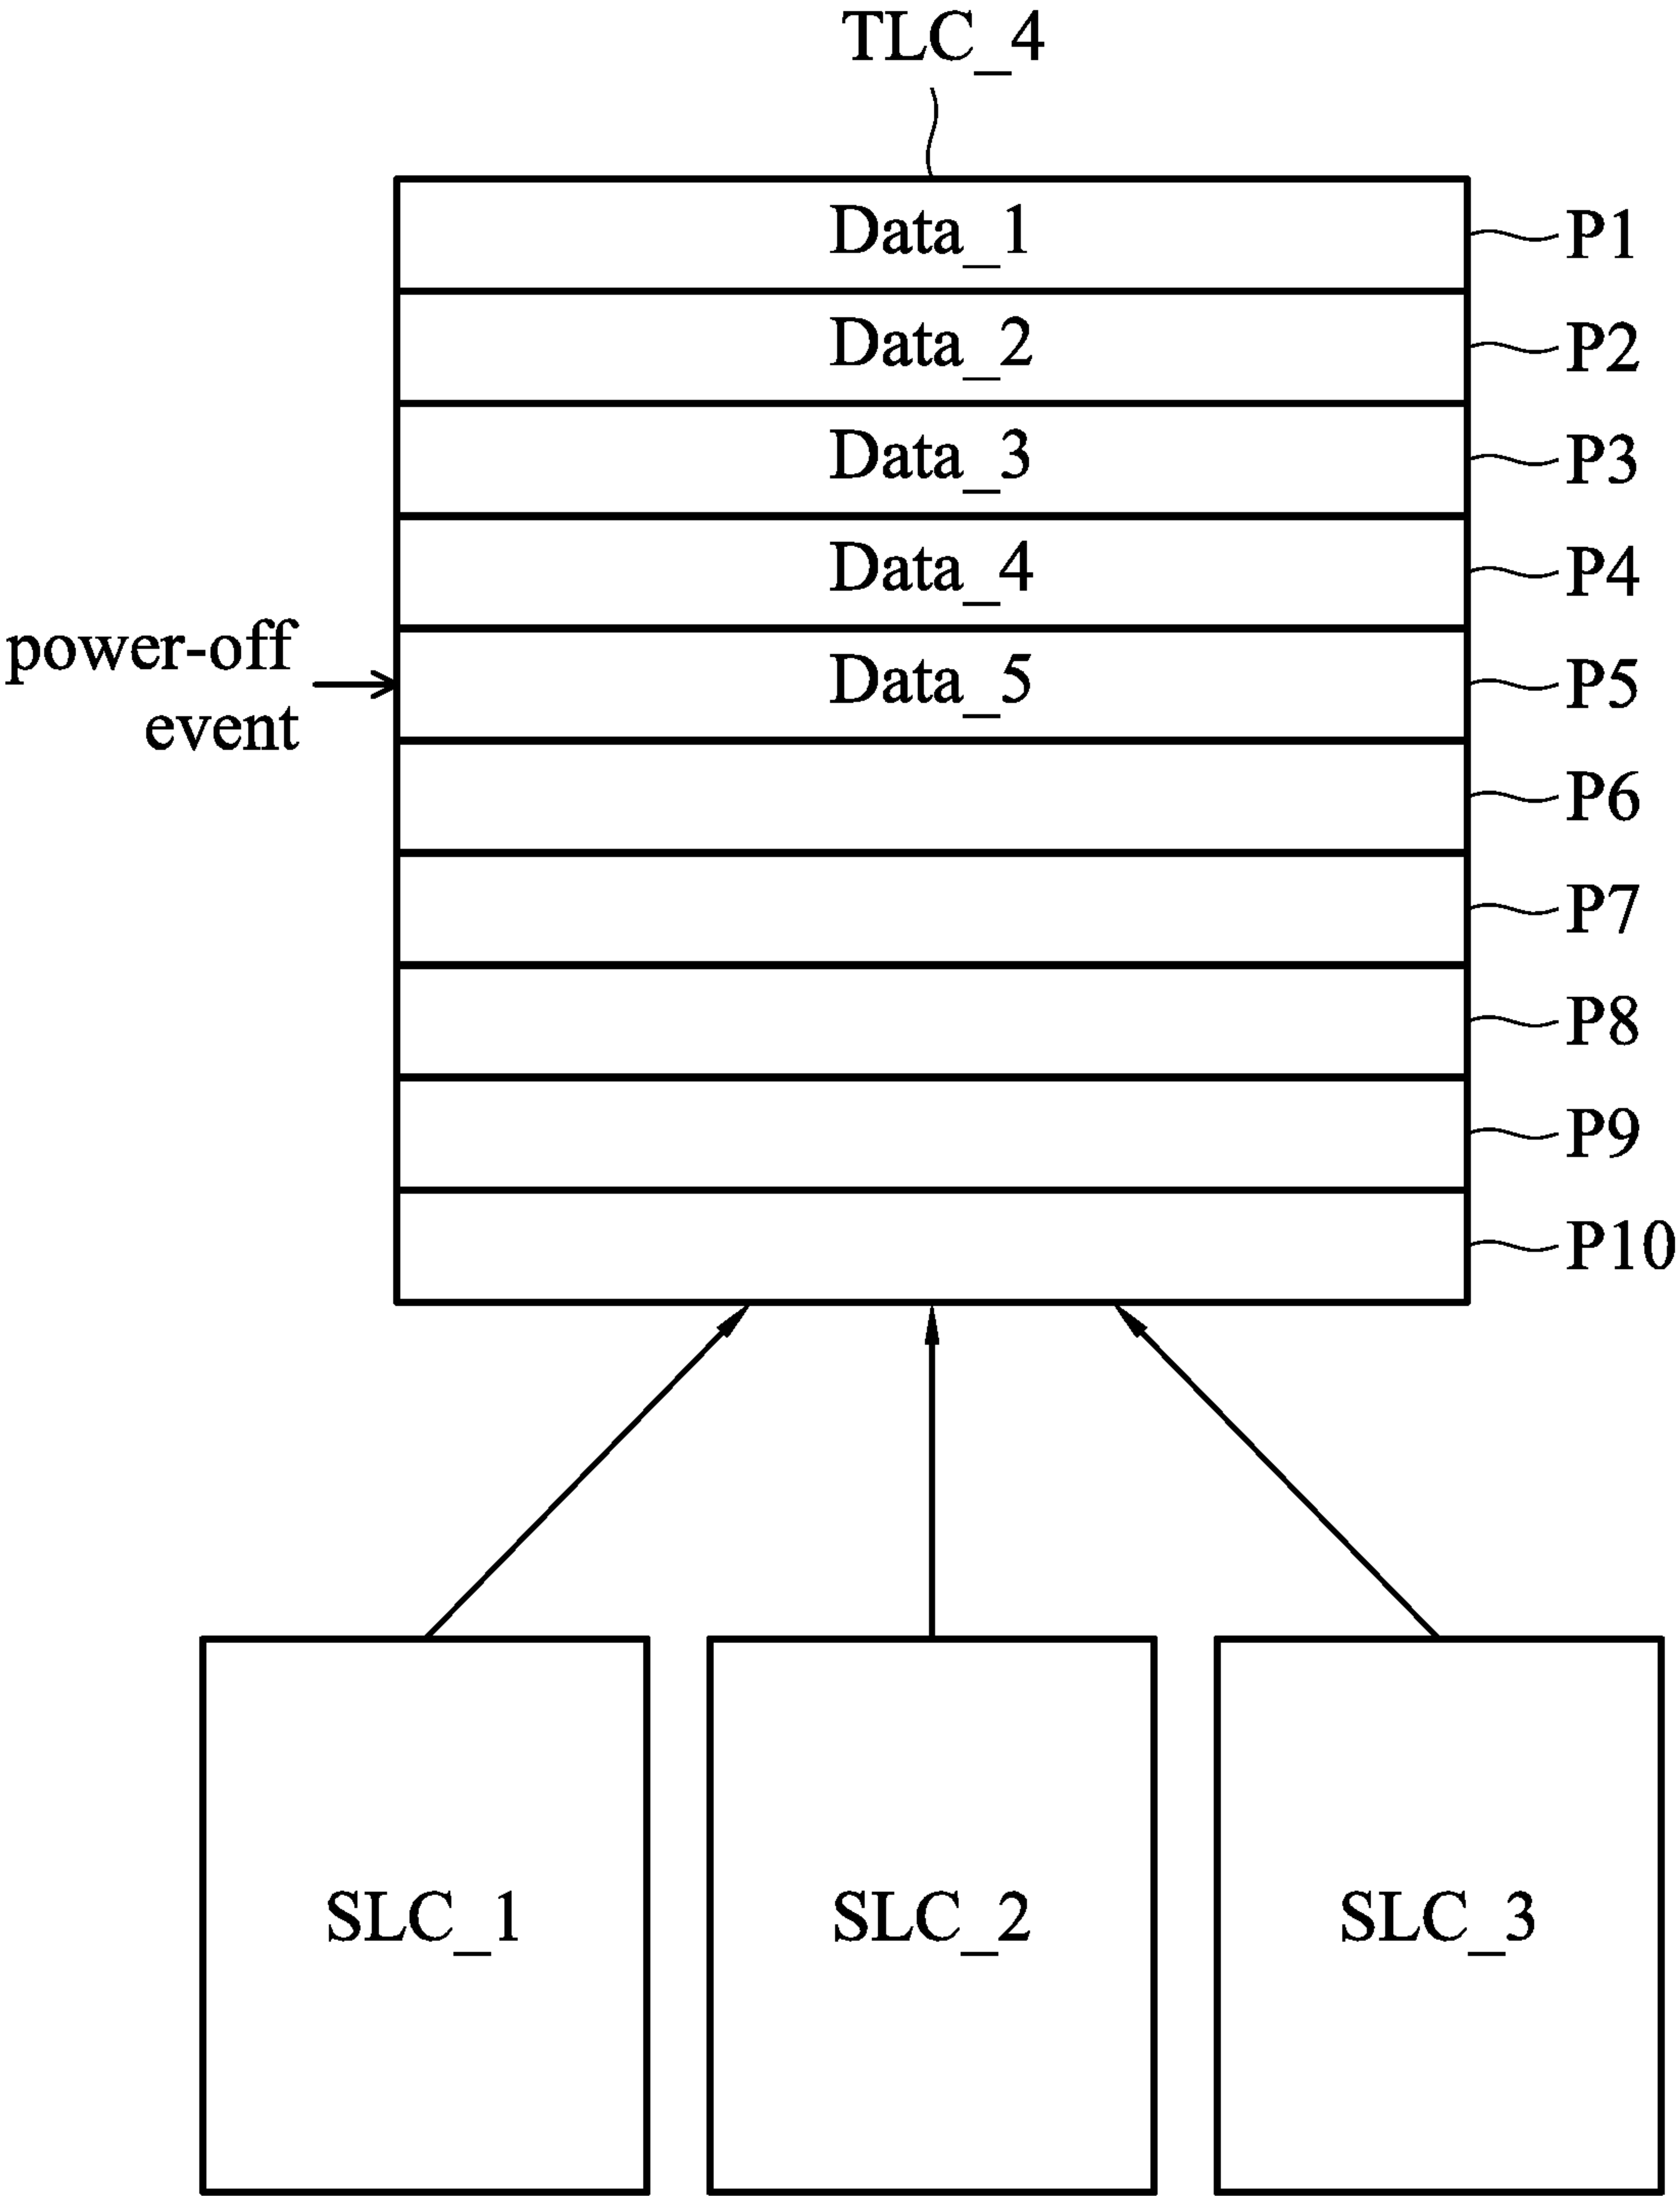 TLC_4
Data_1 P1
Data_2 P2
Data_3 P3
Data_4 P4
power-off
event
Data_5 P5
P6
P7
P8
P9
P10
SLC_1 SLC_2 SLC_3